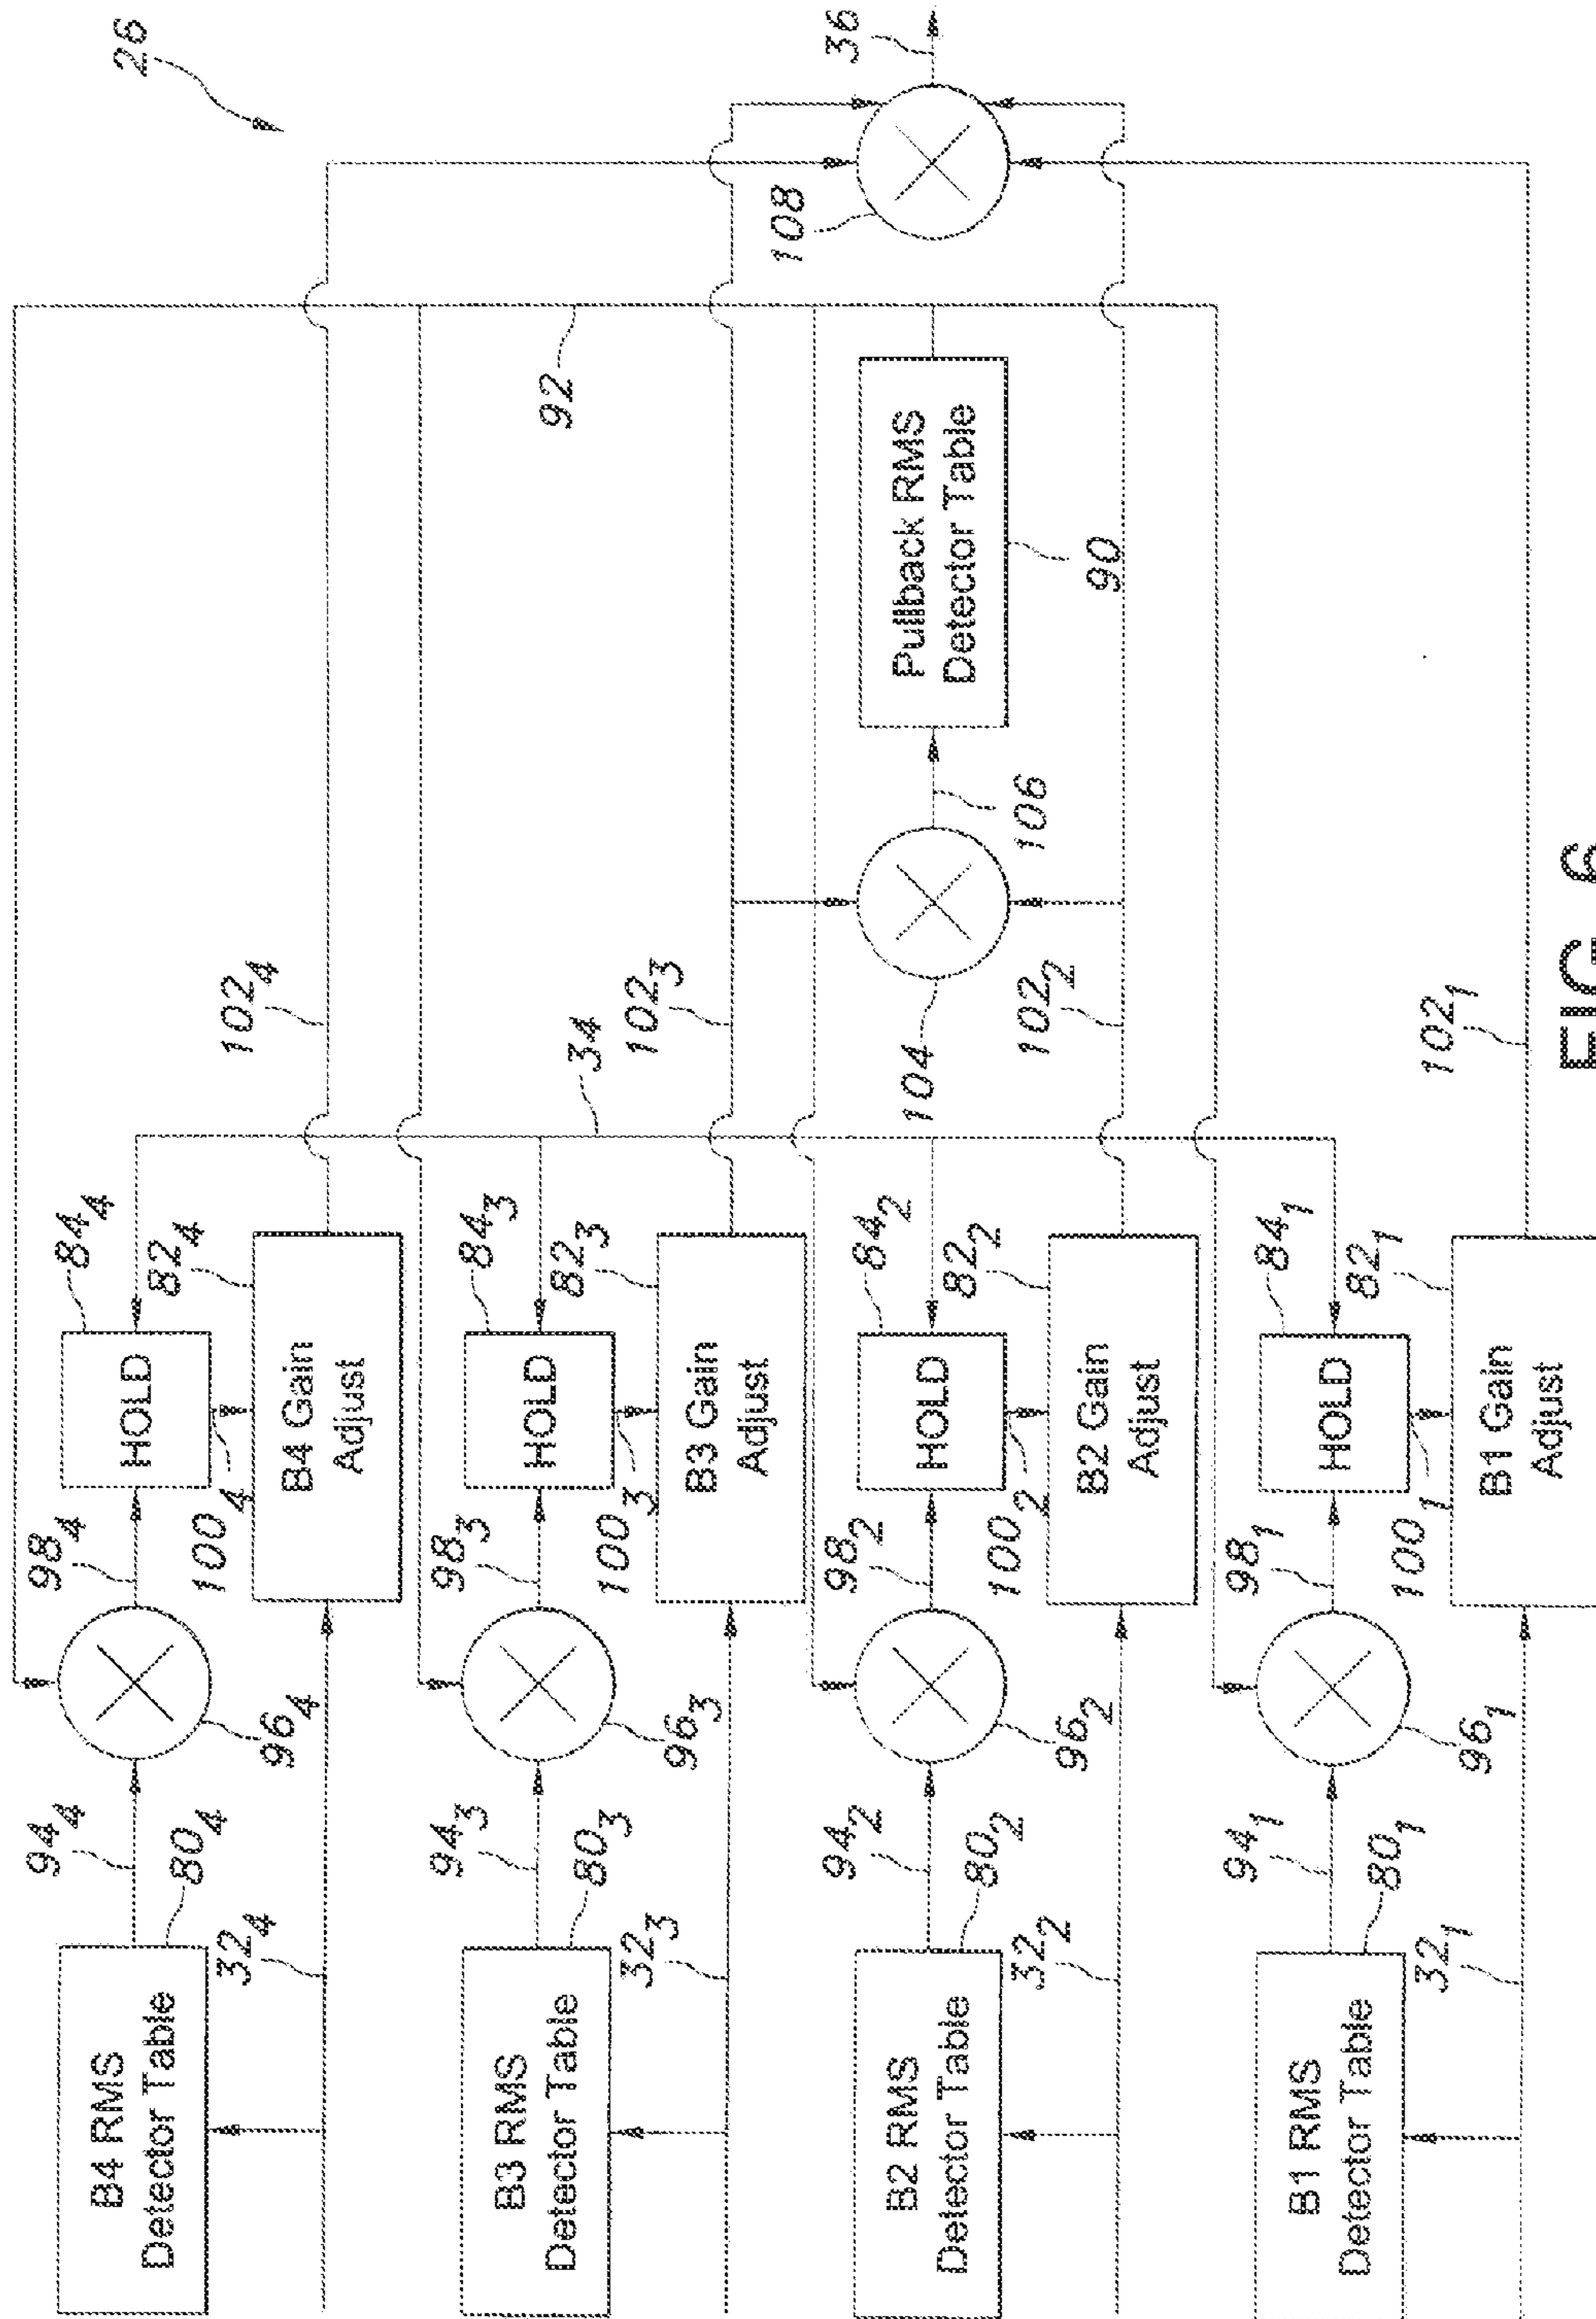 26
94₄
98₄
84₄
B4 RMS
Detector Table
HOLD
80₄
96₄
100₄
82₄
102₄
32₄
B4 Gain
Adjust
34
92
36
94₃
98₃
84₃
B3 RMS
Detector Table
HOLD
80₃
96₃
100₃
82₃
102₃
32₃
B3 Gain
Adjust
108
94₂
98₂
84₂
104
B2 RMS
Detector Table
HOLD
Pullback RMS
Detector Table
80₂
96₂
100₂
82₂
102₂
106
90
32₂
B2 Gain
Adjust
94₁
98₁
84₁
B1 RMS
Detector Table
HOLD
80₁
96₁
100₁
82₁
102₁
32₁
B1 Gain
Adjust
FIG. 6